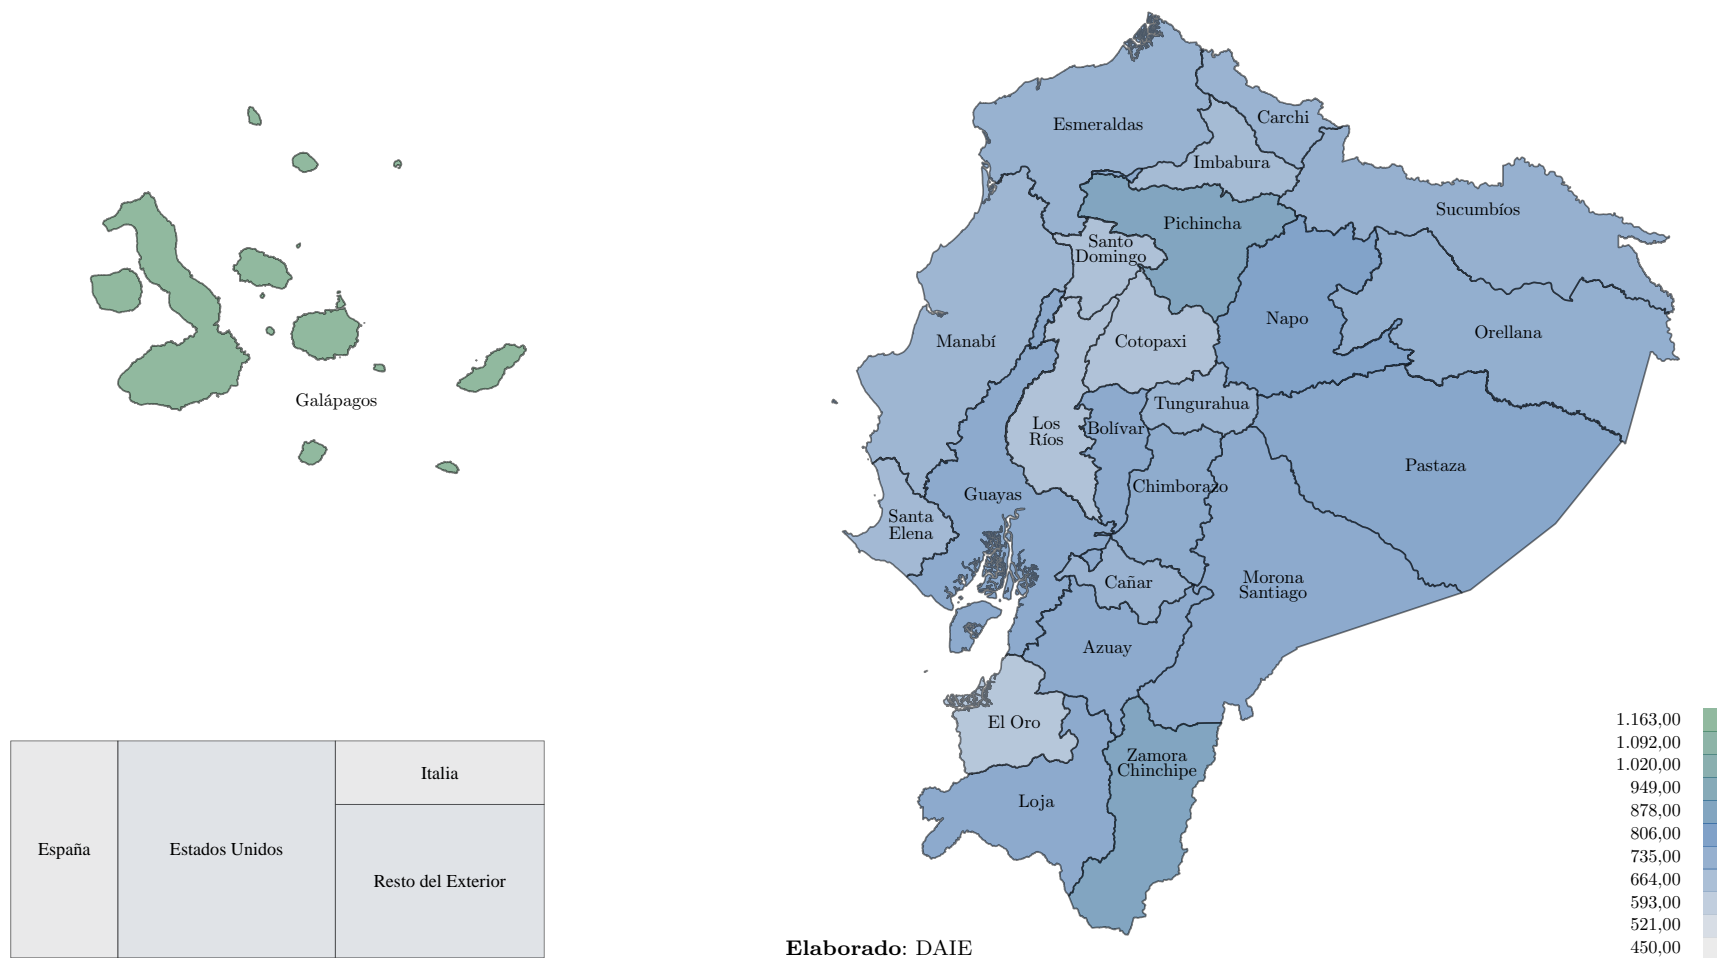 Esmeraldas
Carchi
Imbabura
Sucumbíos
Pichincha
Santo
Domingo
Napo
Orellana
Manabí
Cotopaxi
Galápagos
Tungurahua
Los
Ríos
Bolívar
Pastaza
Chimborazo
Guayas
Santa
Elena
Cañar
Morona
Santiago
Azuay
El Oro
Zamora
Chinchipe
Loja
España
Estados Unidos
Italia
Resto del Exterior
1.163,00
1.092,00
1.020,00
949,00
878,00
806,00
735,00
664,00
593,00
521,00
450,00
Elaborado: DAIE